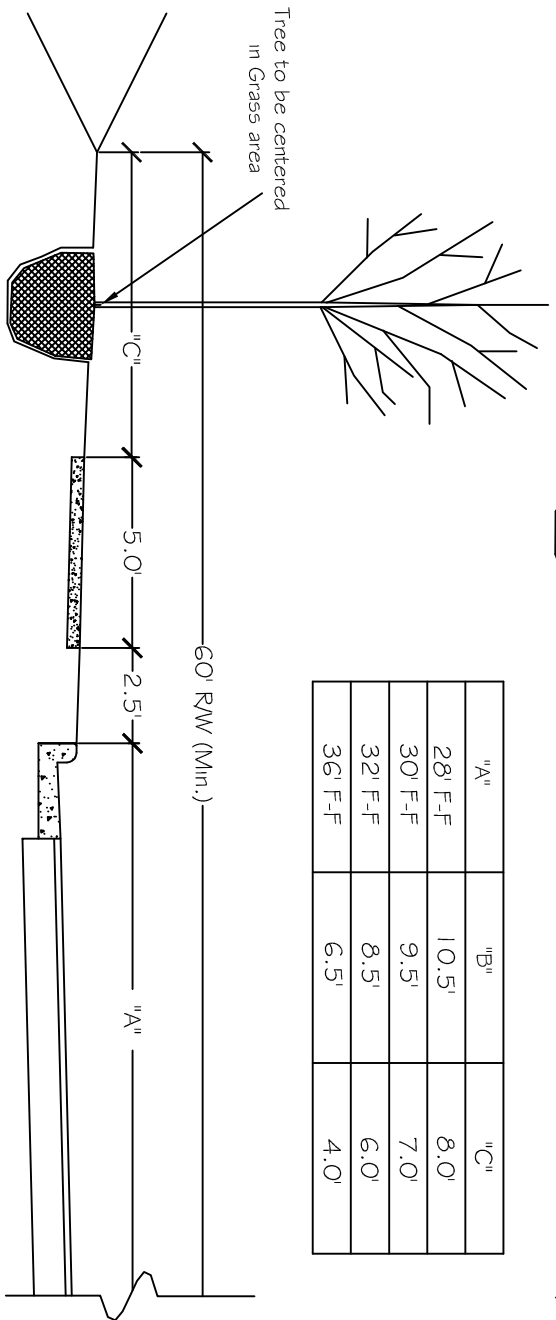 Tree to be centered
in Grass area
60' R/W (Min.)
"C"
5.0'
2.5'
"A"
"A" "B" "C"
28' F-F 10.5' 8.0'
30' F-F 9.5' 7.0'
32' F-F 8.5' 6.0'
36' F-F 6.5' 4.0'